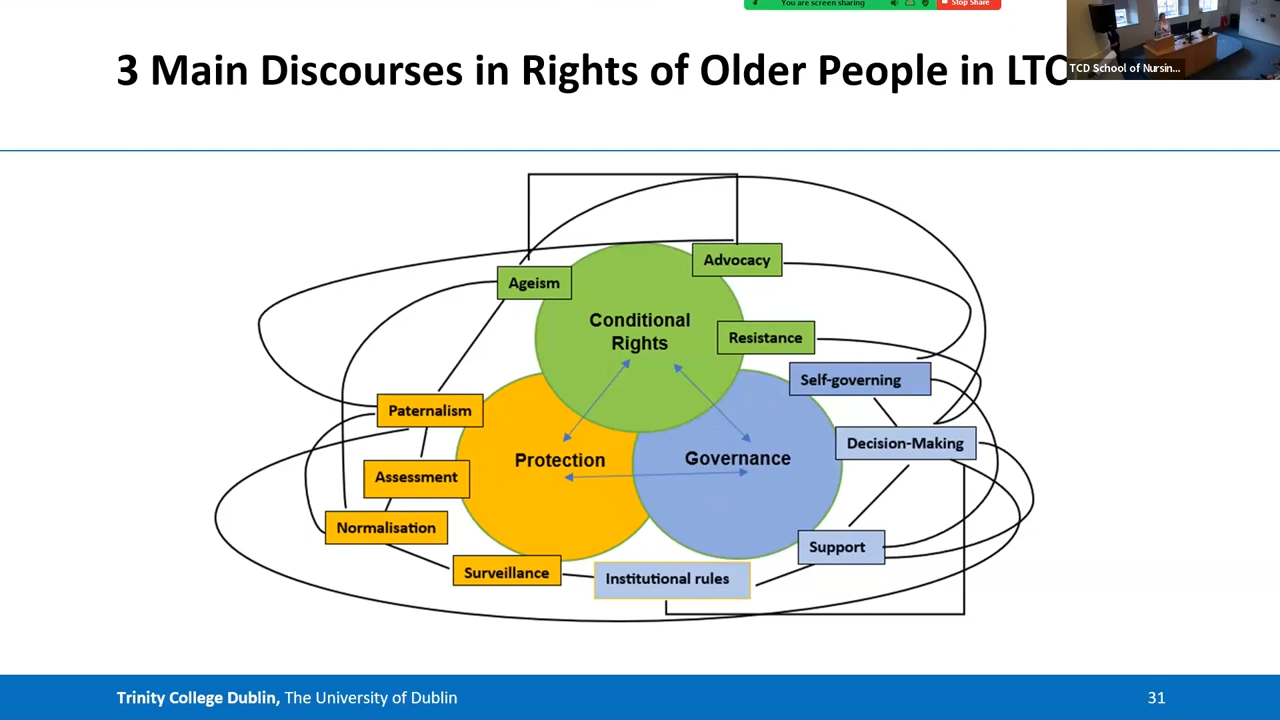 You are screen sharing
Stop Share
3 Main Discourses in Rights of Older People in LTC
TCD School of Nursin...
Advocacy
Ageism
Conditional
Rights
Resistance
Self-governing
Paternalism
Decision-Making
Protection
Governance
Assessment
Normalisation
Support
Surveillance
Institutional rules
Trinity College Dublin, The University of Dublin
31